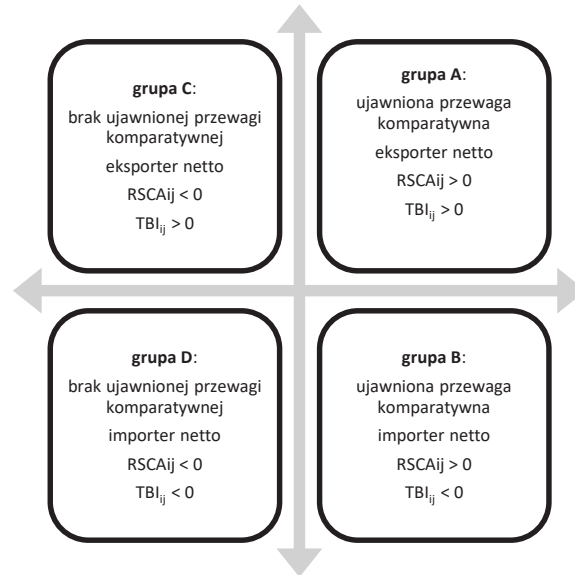 grupa C:
brak ujawnionej przewagi
komparatywnej
eksporter netto
RSCAij < 0
TBIij > 0
grupa A:
ujawniona przewaga
komparatywna
eksporter netto
RSCAij > 0
TBIij > 0
grupa D:
brak ujawnionej przewagi
komparatywnej
importer netto
RSCAij < 0
TBIij < 0
grupa B:
ujawniona przewaga
komparatywna
importer netto
RSCAij > 0
TBIij < 0